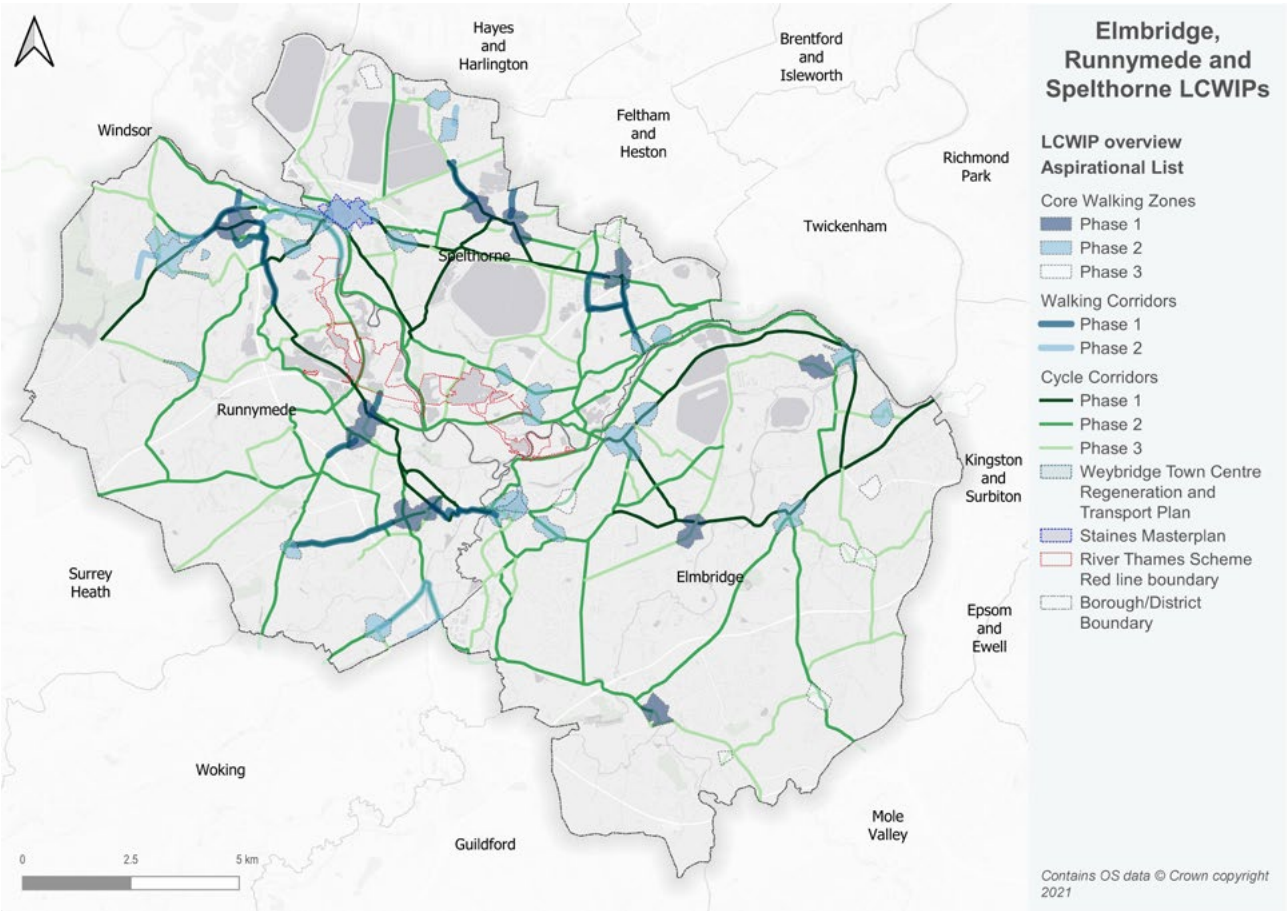 Hayes
and
Harlington
Brentford
and
Isleworth
Feltham
and
Heston
Windsor
Richmond
Park
Twickenham
Spelthorne
Runnymede
Kingston
and
Surbiton
Surrey
Heath
Elmbridge
Epsom
and
Ewell
Woking
Guildford
Mole
Valley
0 2.5 5 km
Elmbridge,
Runnymede and
Spelthorne LCWIPs
LCWIP overview
Aspirational List
Core Walking Zones
Phase 1
Phase 2
Phase 3
Walking Corridors
Phase 1
Phase 2
Cycle Corridors
Phase 1
Phase 2
Phase 3
Weybridge Town Centre
Regeneration and
Transport Plan
Staines Masterplan
River Thames Scheme
Red line boundary
Borough/District
Boundary
Contains OS data © Crown copyright
2021